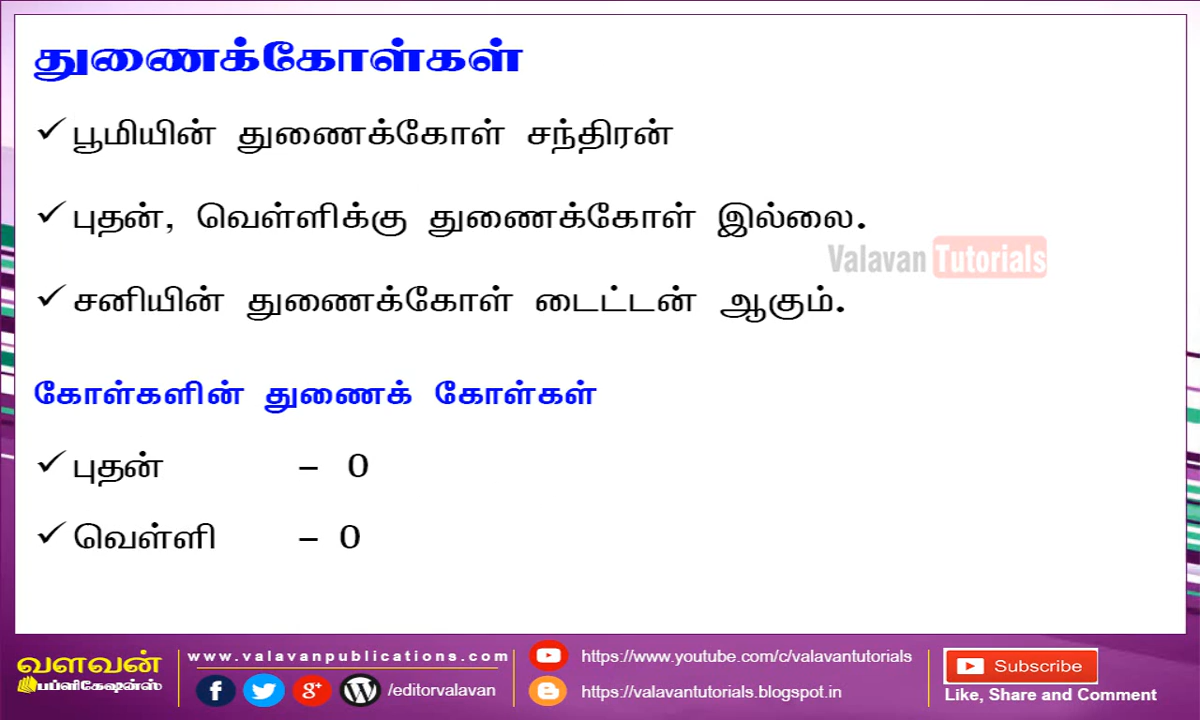 துணைக்கோள்கள்
✓ பூமியின் துணைக்கோள் சந்திரன்
✓ புதன், வெள்ளிக்கு துணைக்கோள் இல்லை.
Valavan Tutorials
✓ சனியின் துணைக்கோள் டைட்டன் ஆகும்.
கோள்களின் துணைக் கோள்கள்
✓ புதன் – 0
✓ வெள்ளி – 0
வளவன்
பப்ளிகேஷன்ஸ்
www.valavanpublications.com
/editorvalavan
https://www.youtube.com/c/valavantutorials
https://valavantutorials.blogspot.in
Subscribe
Like, Share and Comment